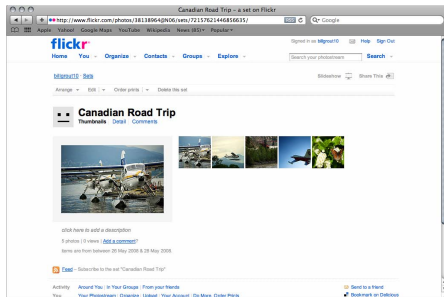 Canadian Road Trip – a set on Flickr
http://www.flickr.com/photos/38138964@N06/sets/72157621446856635/
Google
Apple Yahoo! Google Maps YouTube Wikipedia News (81) Popular
flickr
Signed in as billgrout10 Help Sign Out
Home You Organize Contacts Groups Explore
Search your photostream Search
billgrout10 Sets
Slideshow Share This
Arrange Edit Order prints Delete this set
Canadian Road Trip
Thumbnails Detail Comments
click here to add a description
5 photos | 0 views | Add a comment?
items are from between 26 May 2006 & 28 May 2006.
Feed – Subscribe to the set "Canadian Road Trip"
Activity Around You | In Your Groups | From your friends
You Your Photostream | Organize | Upload | Your Account | Do More, Order Prints
Send to a friend
Bookmark on Delicious